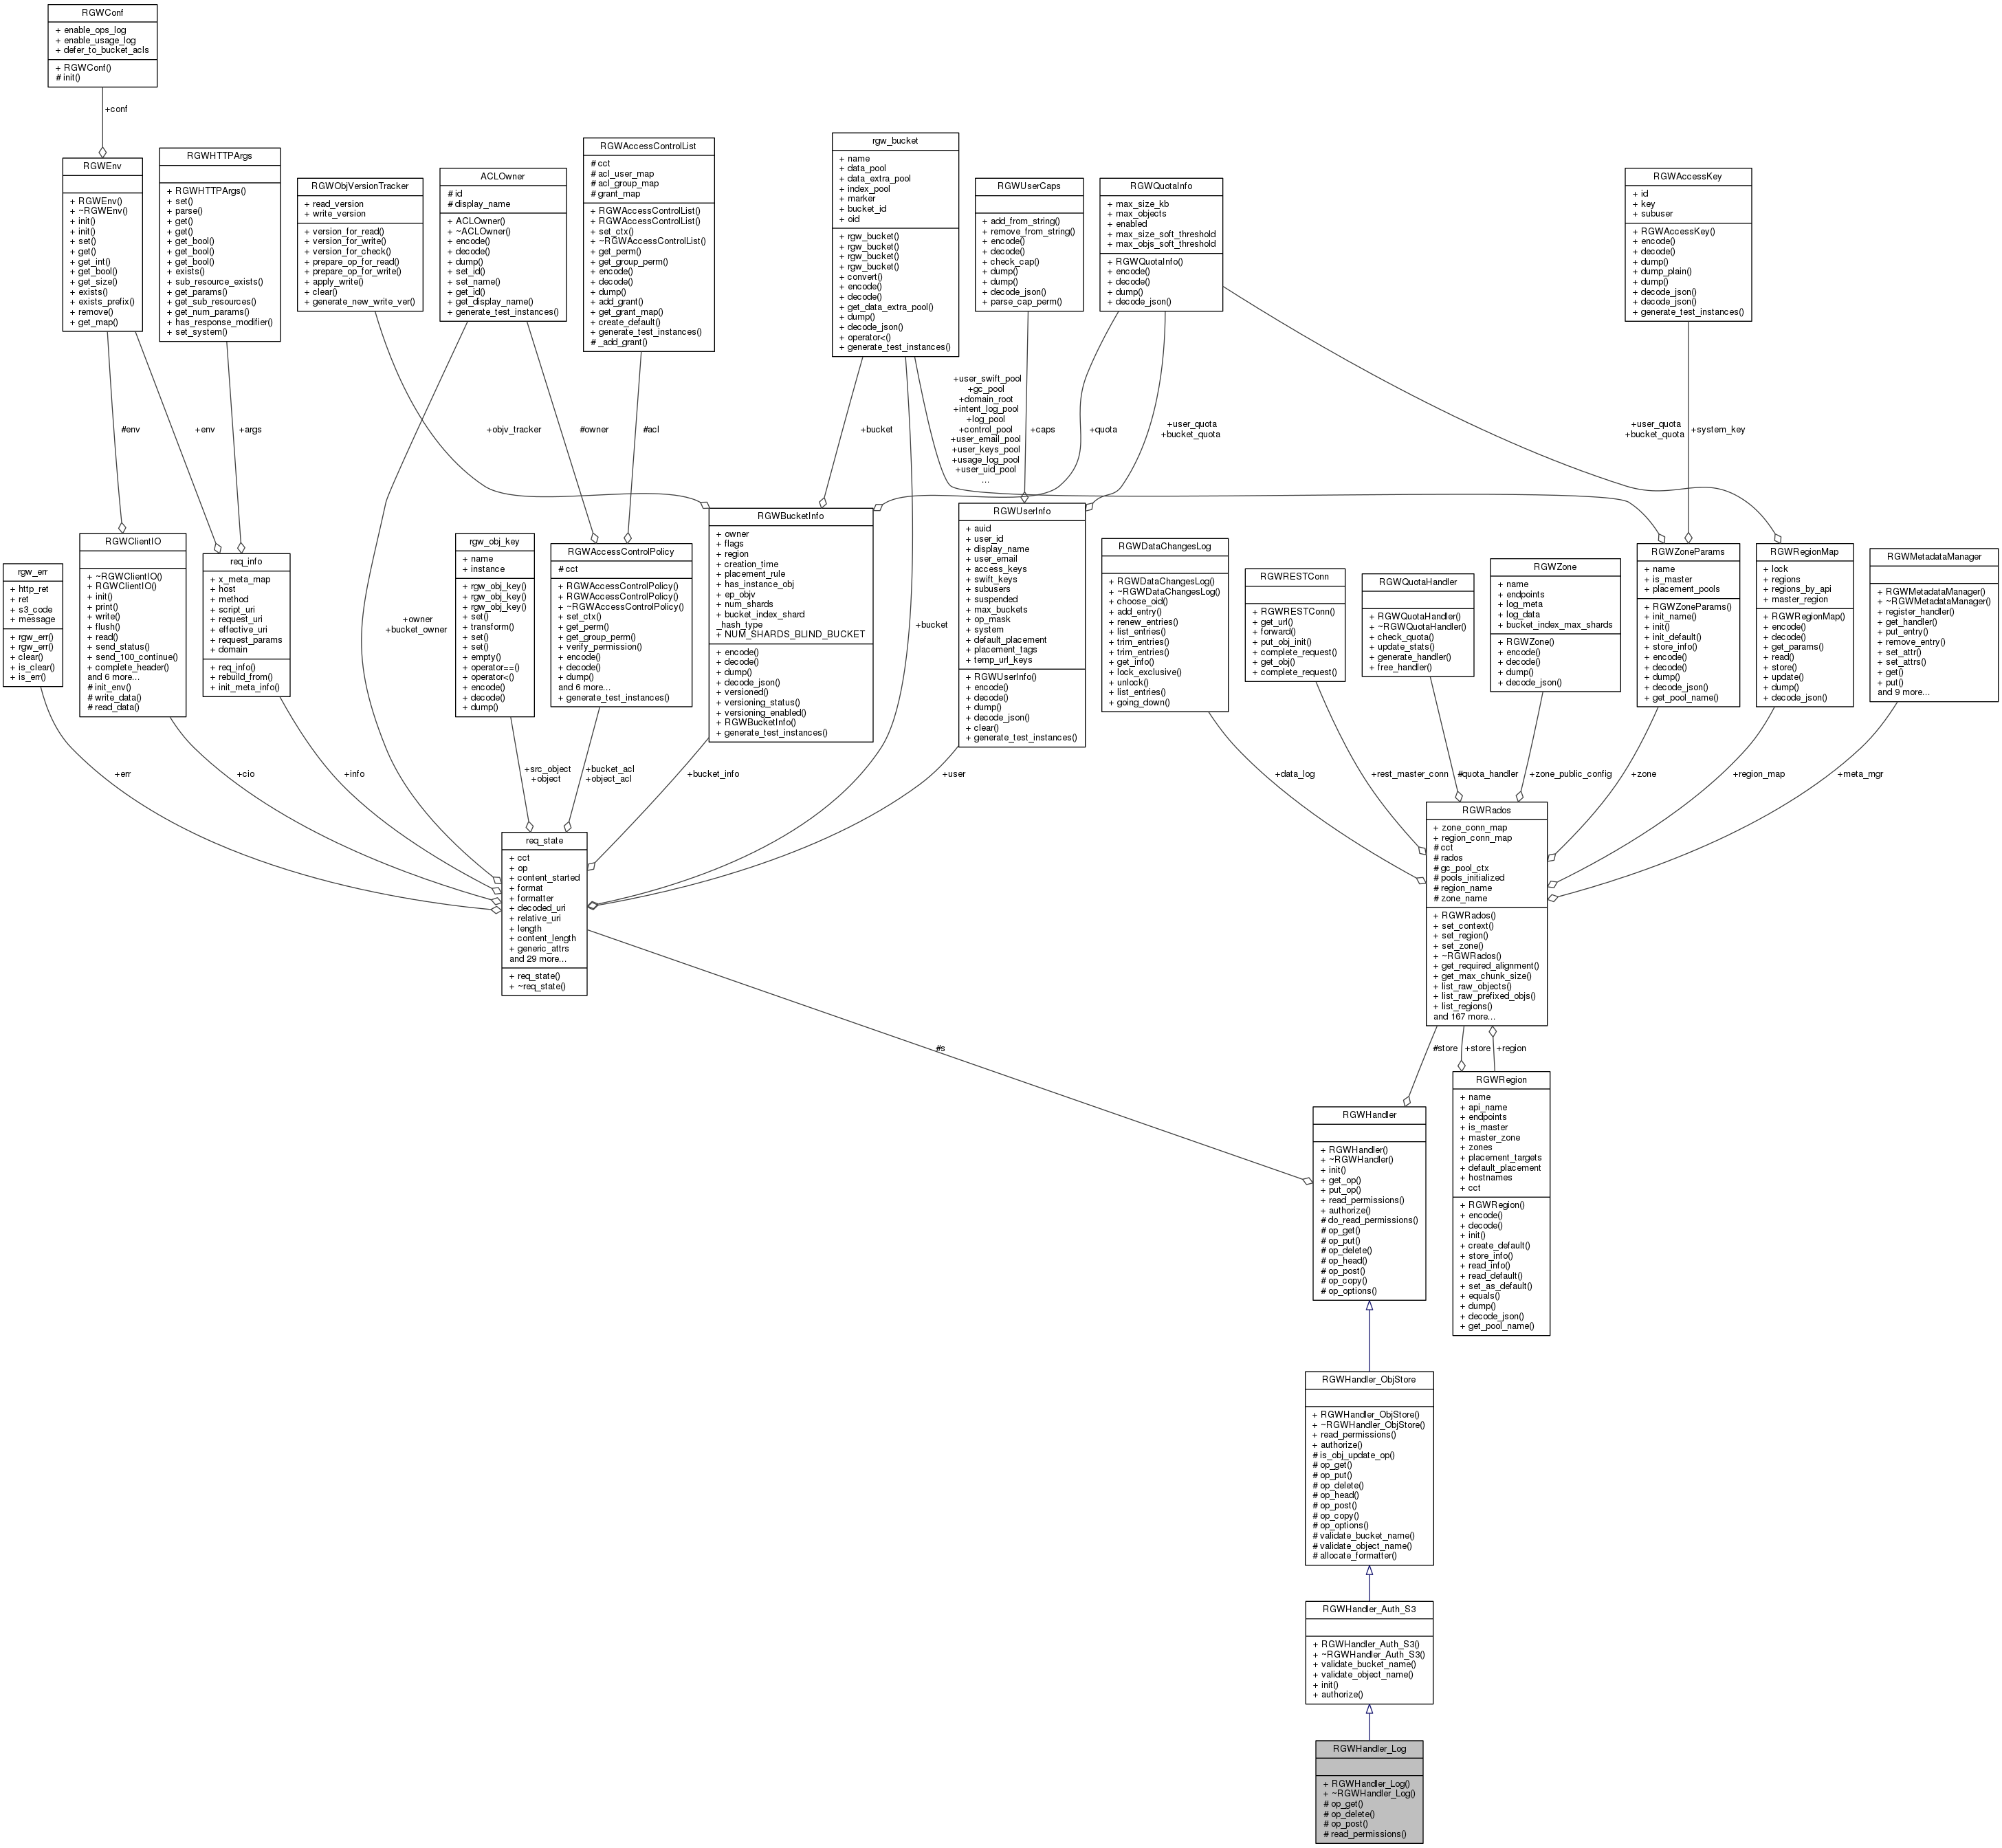 RGWConf
+ enable_ops_log
+ enable_usage_log
+ defer_to_bucket_acls
+ RGWConf()
# init()
+conf
RGWEnv
+ RGWEnv()
+ ~RGWEnv()
+ init()
+ init()
+ set()
+ get()
+ get_int()
+ get_bool()
+ get_size()
+ exists()
+ exists_prefix()
+ remove()
+ get_map()
RGWHTTPArgs
+ RGWHTTPArgs()
+ set()
+ parse()
+ get()
+ get()
+ get_bool()
+ get_bool()
+ get_bool()
+ exists()
+ sub_resource_exists()
+ get_params()
+ get_sub_resources()
+ get_num_params()
+ has_response_modifier()
+ set_system()
RGWObjVersionTracker
+ read_version
+ write_version
+ version_for_read()
+ version_for_write()
+ version_for_check()
+ prepare_op_for_read()
+ prepare_op_for_write()
+ apply_write()
+ clear()
+ generate_new_write_ver()
ACLOwner
# id
# display_name
+ ACLOwner()
+ ~ACLOwner()
+ encode()
+ decode()
+ dump()
+ set_id()
+ set_name()
+ get_id()
+ get_display_name()
+ generate_test_instances()
RGWAccessControlList
# cct
# acl_user_map
# acl_group_map
# grant_map
+ RGWAccessControlList()
+ RGWAccessControlList()
+ set_ctx()
+ ~RGWAccessControlList()
+ get_perm()
+ get_group_perm()
+ encode()
+ decode()
+ dump()
+ add_grant()
+ get_grant_map()
+ create_default()
+ generate_test_instances()
# _add_grant()
rgw_bucket
+ name
+ data_pool
+ data_extra_pool
+ index_pool
+ marker
+ bucket_id
+ oid
+ rgw_bucket()
+ rgw_bucket()
+ rgw_bucket()
+ rgw_bucket()
+ convert()
+ encode()
+ decode()
+ get_data_extra_pool()
+ dump()
+ decode_json()
+ operator<()
+ generate_test_instances()
RGWUserCaps
+ add_from_string()
+ remove_from_string()
+ encode()
+ decode()
+ check_cap()
+ dump()
+ dump()
+ decode_json()
+ parse_cap_perm()
RGWQuotaInfo
+ max_size_kb
+ max_objects
+ enabled
+ max_size_soft_threshold
+ max_objs_soft_threshold
+ RGWQuotaInfo()
+ encode()
+ decode()
+ dump()
+ decode_json()
RGWAccessKey
+ id
+ key
+ subuser
+ RGWAccessKey()
+ encode()
+ decode()
+ dump()
+ dump_plain()
+ dump()
+ decode_json()
+ decode_json()
+ generate_test_instances()
#env
+env
+args
+objv_tracker
#owner
#acl
+bucket
+user_swift_pool
+gc_pool
+domain_root
+intent_log_pool
+log_pool
+control_pool
+user_email_pool
+user_keys_pool
+usage_log_pool
+user_uid_pool
...
+caps
+quota
+user_quota
+bucket_quota
+user_quota
+bucket_quota
+system_key
rgw_err
+ http_ret
+ ret
+ s3_code
+ message
+ rgw_err()
+ rgw_err()
+ clear()
+ is_clear()
+ is_err()
RGWClientIO
+ ~RGWClientIO()
+ RGWClientIO()
+ init()
+ print()
+ write()
+ flush()
+ read()
+ send_status()
+ send_100_continue()
+ complete_header()
and 6 more...
# init_env()
# write_data()
# read_data()
req_info
+ x_meta_map
+ host
+ method
+ script_uri
+ request_uri
+ effective_uri
+ request_params
+ domain
+ req_info()
+ rebuild_from()
+ init_meta_info()
+owner
+bucket_owner
rgw_obj_key
+ name
+ instance
+ rgw_obj_key()
+ rgw_obj_key()
+ rgw_obj_key()
+ set()
+ transform()
+ set()
+ set()
+ empty()
+ operator==()
+ operator<()
+ encode()
+ decode()
+ dump()
RGWAccessControlPolicy
# cct
+ RGWAccessControlPolicy()
+ RGWAccessControlPolicy()
+ ~RGWAccessControlPolicy()
+ set_ctx()
+ get_perm()
+ get_group_perm()
+ verify_permission()
+ encode()
+ decode()
+ dump()
and 6 more...
+ generate_test_instances()
RGWBucketInfo
+ owner
+ flags
+ region
+ creation_time
+ placement_rule
+ has_instance_obj
+ ep_objv
+ num_shards
+ bucket_index_shard
_hash_type
+ NUM_SHARDS_BLIND_BUCKET
+ encode()
+ decode()
+ dump()
+ decode_json()
+ versioned()
+ versioning_status()
+ versioning_enabled()
+ RGWBucketInfo()
+ generate_test_instances()
+bucket
RGWUserInfo
+ auid
+ user_id
+ display_name
+ user_email
+ access_keys
+ swift_keys
+ subusers
+ suspended
+ max_buckets
+ op_mask
+ system
+ default_placement
+ placement_tags
+ temp_url_keys
+ RGWUserInfo()
+ encode()
+ decode()
+ dump()
+ decode_json()
+ clear()
+ generate_test_instances()
RGWDataChangesLog
+ RGWDataChangesLog()
+ ~RGWDataChangesLog()
+ choose_oid()
+ add_entry()
+ renew_entries()
+ list_entries()
+ trim_entries()
+ trim_entries()
+ get_info()
+ lock_exclusive()
+ unlock()
+ list_entries()
+ going_down()
RGWRESTConn
+ RGWRESTConn()
+ get_url()
+ forward()
+ put_obj_init()
+ complete_request()
+ get_obj()
+ complete_request()
RGWQuotaHandler
+ RGWQuotaHandler()
+ ~RGWQuotaHandler()
+ check_quota()
+ update_stats()
+ generate_handler()
+ free_handler()
RGWZone
+ name
+ endpoints
+ log_meta
+ log_data
+ bucket_index_max_shards
+ RGWZone()
+ encode()
+ decode()
+ dump()
+ decode_json()
RGWZoneParams
+ name
+ is_master
+ placement_pools
+ RGWZoneParams()
+ init_name()
+ init()
+ init_default()
+ store_info()
+ encode()
+ decode()
+ dump()
+ decode_json()
+ get_pool_name()
RGWRegionMap
+ lock
+ regions
+ regions_by_api
+ master_region
+ RGWRegionMap()
+ encode()
+ decode()
+ get_params()
+ read()
+ store()
+ update()
+ dump()
+ decode_json()
RGWMetadataManager
+ RGWMetadataManager()
+ ~RGWMetadataManager()
+ register_handler()
+ get_handler()
+ put_entry()
+ remove_entry()
+ set_attr()
+ set_attrs()
+ get()
+ put()
and 9 more...
+err
+cio
+info
+src_object
+object
+bucket_acl
+object_acl
+bucket_info
+user
+data_log
+rest_master_conn
#quota_handler
+zone_public_config
+zone
+region_map
+meta_mgr
req_state
+ cct
+ op
+ content_started
+ format
+ formatter
+ decoded_uri
+ relative_uri
+ length
+ content_length
+ generic_attrs
and 29 more...
+ req_state()
+ ~req_state()
RGWRados
+ zone_conn_map
+ region_conn_map
# cct
# rados
# gc_pool_ctx
# pools_initialized
# region_name
# zone_name
+ RGWRados()
+ set_context()
+ set_region()
+ set_zone()
+ ~RGWRados()
+ get_required_alignment()
+ get_max_chunk_size()
+ list_raw_objects()
+ list_raw_prefixed_objs()
+ list_regions()
and 167 more...
#s
#store
+store
+region
RGWHandler
+ RGWHandler()
+ ~RGWHandler()
+ init()
+ get_op()
+ put_op()
+ read_permissions()
+ authorize()
# do_read_permissions()
# op_get()
# op_put()
# op_delete()
# op_head()
# op_post()
# op_copy()
# op_options()
RGWRegion
+ name
+ api_name
+ endpoints
+ is_master
+ master_zone
+ zones
+ placement_targets
+ default_placement
+ hostnames
+ cct
+ RGWRegion()
+ encode()
+ decode()
+ init()
+ create_default()
+ store_info()
+ read_info()
+ read_default()
+ set_as_default()
+ equals()
+ dump()
+ decode_json()
+ get_pool_name()
RGWHandler_ObjStore
+ RGWHandler_ObjStore()
+ ~RGWHandler_ObjStore()
+ read_permissions()
+ authorize()
# is_obj_update_op()
# op_get()
# op_put()
# op_delete()
# op_head()
# op_post()
# op_copy()
# op_options()
# validate_bucket_name()
# validate_object_name()
# allocate_formatter()
RGWHandler_Auth_S3
+ RGWHandler_Auth_S3()
+ ~RGWHandler_Auth_S3()
+ validate_bucket_name()
+ validate_object_name()
+ init()
+ authorize()
RGWHandler_Log
+ RGWHandler_Log()
+ ~RGWHandler_Log()
# op_get()
# op_delete()
# op_post()
# read_permissions()